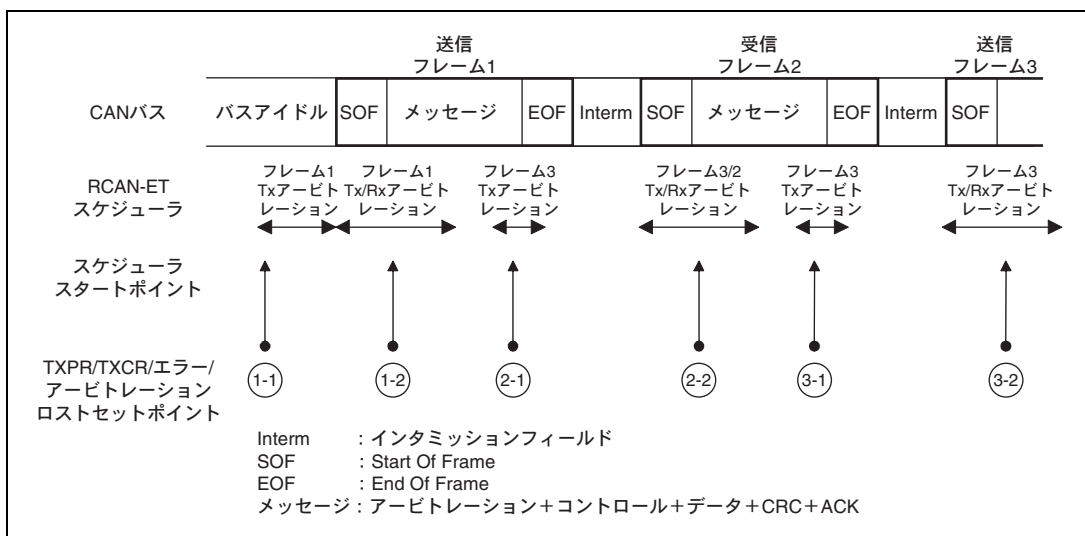 送信
フレーム1
受信
フレーム2
送信
フレーム3
CANバス
バスアイドル
SOF
メッセージ
EOF
Interm
SOF
メッセージ
EOF
Interm
SOF
RCAN-ET
スケジューラ
フレーム1
Txアービト
レーション
フレーム1
Tx/Rxアービト
レーション
フレーム3
Txアービト
レーション
フレーム3/2
Tx/Rxアービト
レーション
フレーム3
Txアービト
レーション
フレーム3
Tx/Rxアービト
レーション
スケジューラ
スタートポイント
TXPR/TXCR/エラー/
アービトレーション
ロストセットポイント
1-1
1-2
2-1
2-2
3-1
3-2
Interm :インタミッションフィールド
SOF :Start Of Frame
EOF :End Of Frame
メッセージ:アービトレーション+コントロール+データ+CRC+ACK